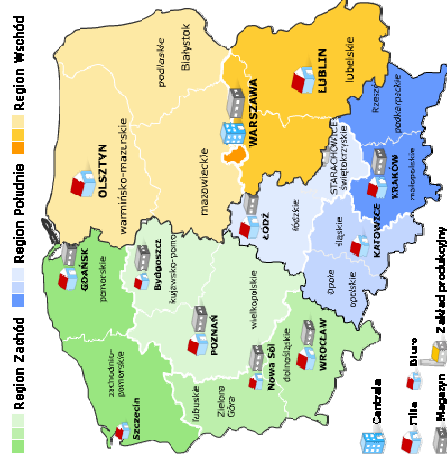 Region Zachód
Region Południe
Region Wschód
Szczecin
zachodnio-
pomorskie
GDAŃSK
pomorskie
OLSZTYN
warmińsko-mazurskie
podlaskie
Białystok
lubuskie
Zielona
Góra
POZNAŃ
wielkopolskie
Bydgoszcz
kujawsko-pomo
mazowieckie
WARSZAWA
Nowa Sól
dolnośląskie
WROCŁAW
ŁÓDŹ
łódzkie
LUBLIN
lubelskie
Opole
opolskie
śląskie
KATOWICE
STARACHOWICE
świętokrzyskie
KRAKÓW
małopolskie
Rzesz
podkarpackie
Centrala
Filia
Biuro
Magazyn
Zakład produkcyjny